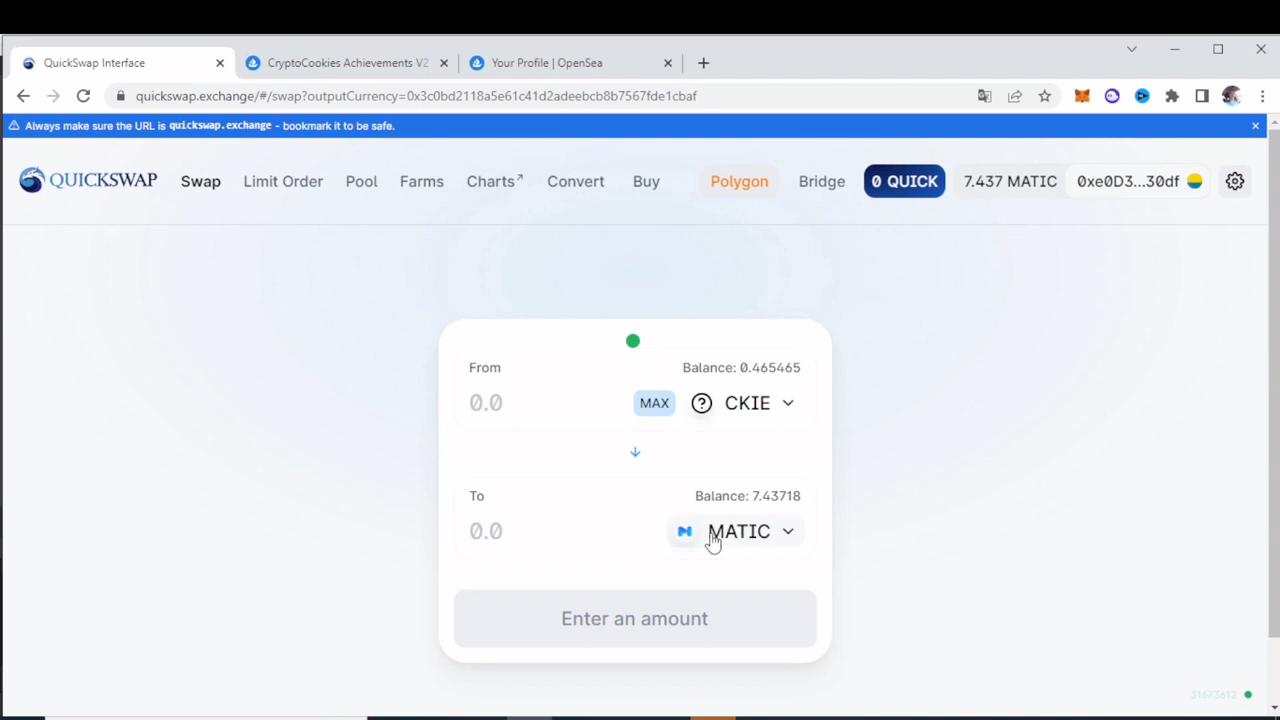 QuickSwap Interface
CryptoCookies Achievements V2
Your Profile | OpenSea
quickswap.exchange/#/swap?outputCurrency=0x3c0bd2118a5e61c41d2adeebcb8b7567fde1cbaf
Always make sure the URL is quickswap.exchange - bookmark it to be safe.
QUICKSWAP Swap Limit Order Pool Farms Charts↗ Convert Buy Polygon Bridge 0 QUICK 7.437 MATIC 0xe0D3...30df
From Balance: 0.465465
0.0 MAX CKIE
To Balance: 7.43718
0.0 MATIC
Enter an amount
31673612